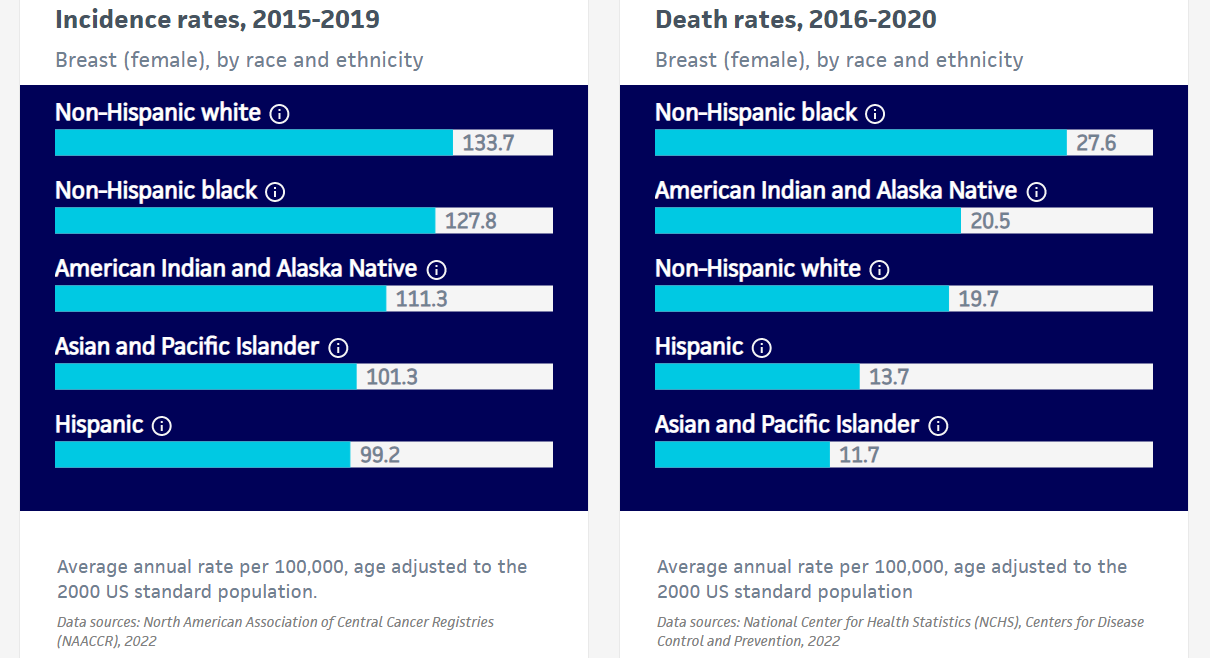 Incidence rates, 2015-2019
Breast (female), by race and ethnicity
Non-Hispanic white
133.7
Non-Hispanic black
127.8
American Indian and Alaska Native
111.3
Asian and Pacific Islander
101.3
Hispanic
99.2
Average annual rate per 100,000, age adjusted to the
2000 US standard population.
Data sources: North American Association of Central Cancer Registries
(NAACCR), 2022
Death rates, 2016-2020
Breast (female), by race and ethnicity
Non-Hispanic black
27.6
American Indian and Alaska Native
20.5
Non-Hispanic white
19.7
Hispanic
13.7
Asian and Pacific Islander
11.7
Average annual rate per 100,000, age adjusted to the
2000 US standard population
Data sources: National Center for Health Statistics (NCHS), Centers for Disease
Control and Prevention, 2022